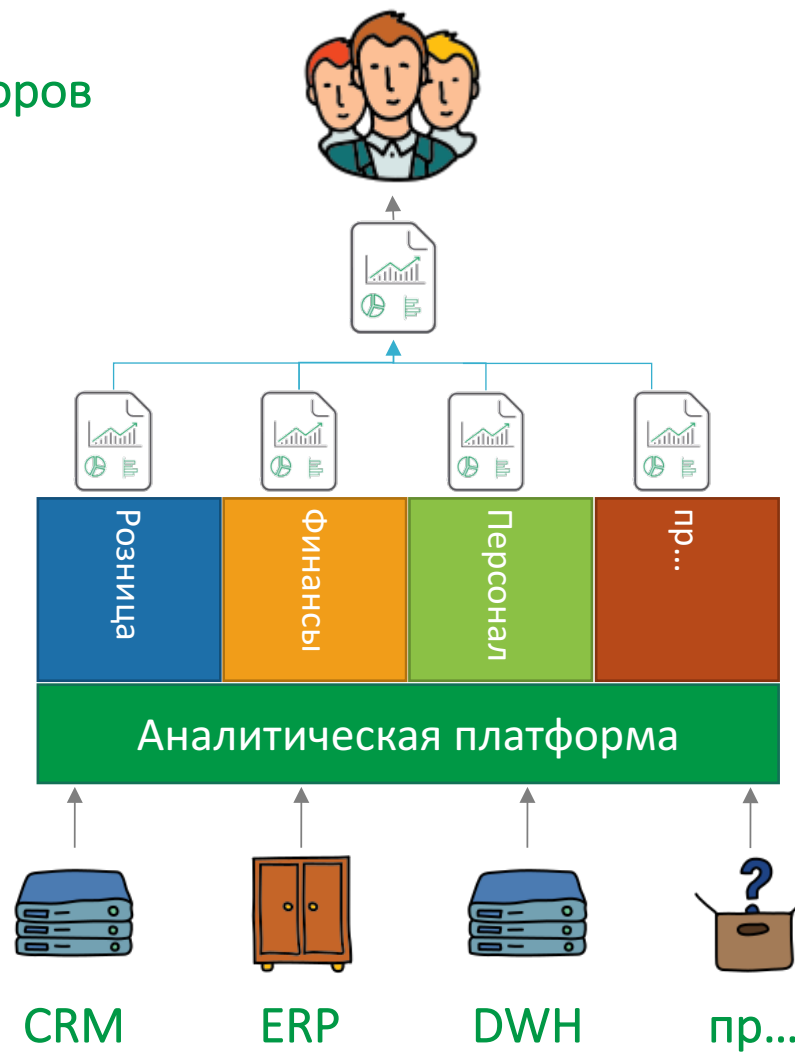 оров
Розница
Финансы
Персонал
пр...
Аналитическая платформа
CRM
ERP
DWH
пр...
?